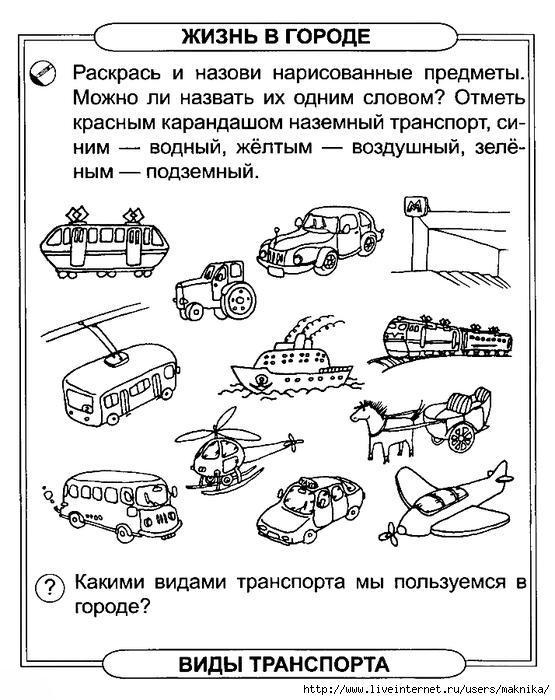 ЖИЗНЬ В ГОРОДЕ
Раскрась и назови нарисованные предметы.
Можно ли назвать их одним словом? Отметь
красным карандашом наземный транспорт, си-
ним — водный, жёлтым — воздушный, зелё-
ным — подземный.
М
? Какими видами транспорта мы пользуемся в
городе?
ВИДЫ ТРАНСПОРТА
http://www.liveinternet.ru/users/maknika/